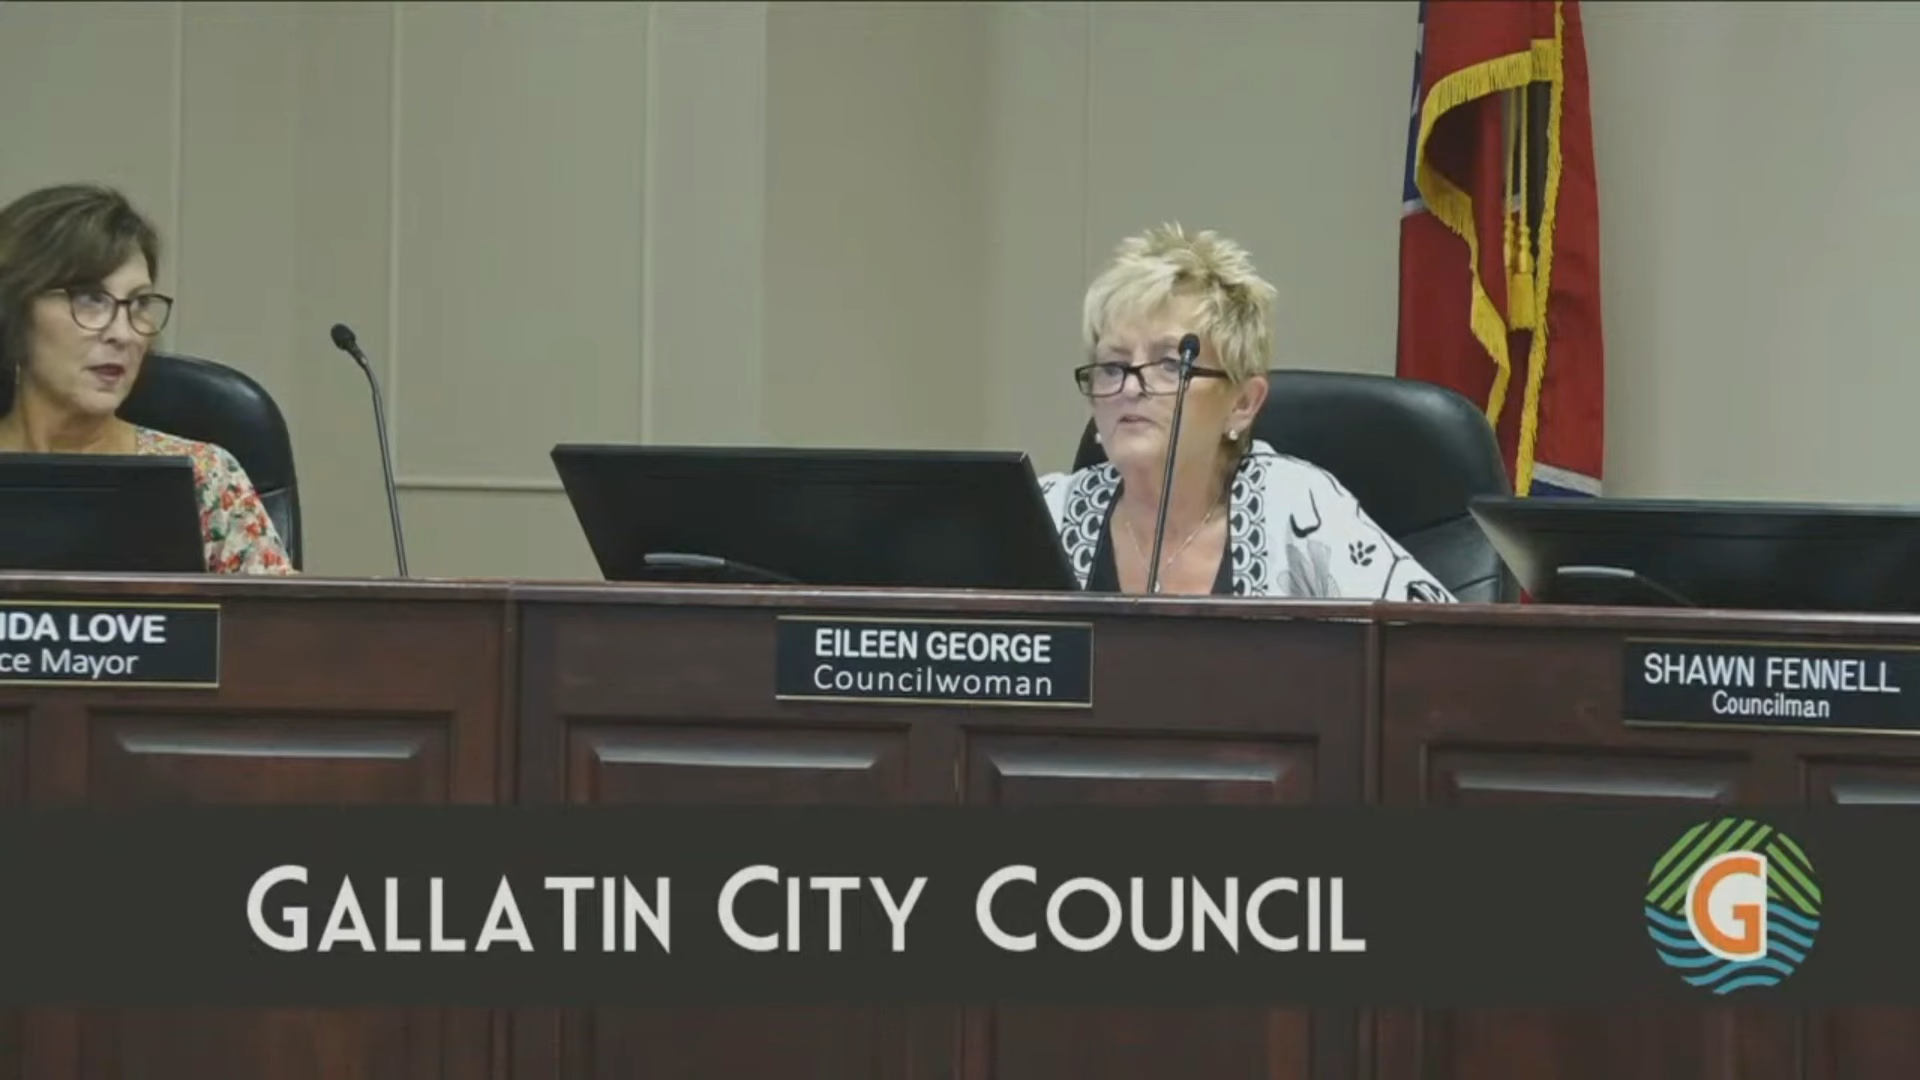 IDA LOVE
ce Mayor
EILEEN GEORGE
Councilwoman
SHAWN FENNELL
Councilman
GALLATIN CITY COUNCIL
G